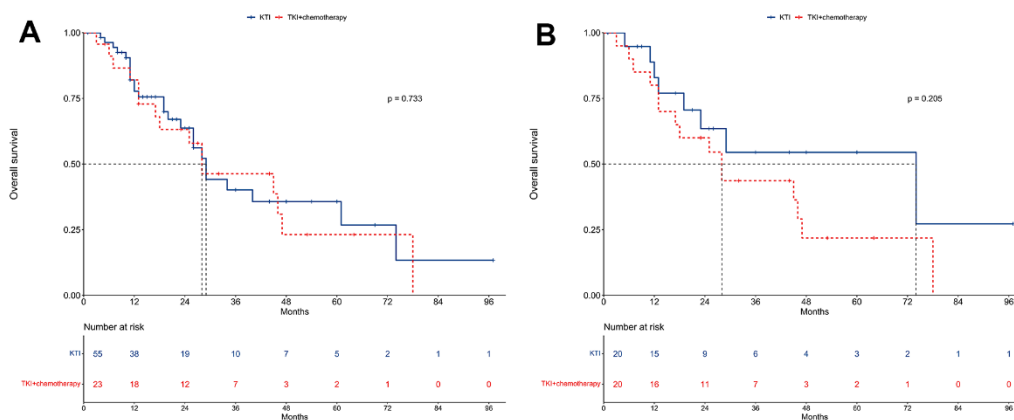 A
KTI TKI+chemotherapy
1.00
0.75
0.50
0.25
0.00
Overall survival
p = 0.733
0 12 24 36 48 60 72 84 96
Months
Number at risk
KTI 55 38 19 10 7 5 2 1 1
TKI+chemotherapy 23 18 12 7 3 2 1 0 0
0 12 24 36 48 60 72 84 96
Months
B
KTI TKI+chemotherapy
1.00
0.75
0.50
0.25
0.00
Overall survival
p = 0.205
0 12 24 36 48 60 72 84 96
Months
Number at risk
KTI 20 15 9 6 4 3 2 1 1
TKI+chemotherapy 20 16 11 7 3 2 1 0 0
0 12 24 36 48 60 72 84 96
Months